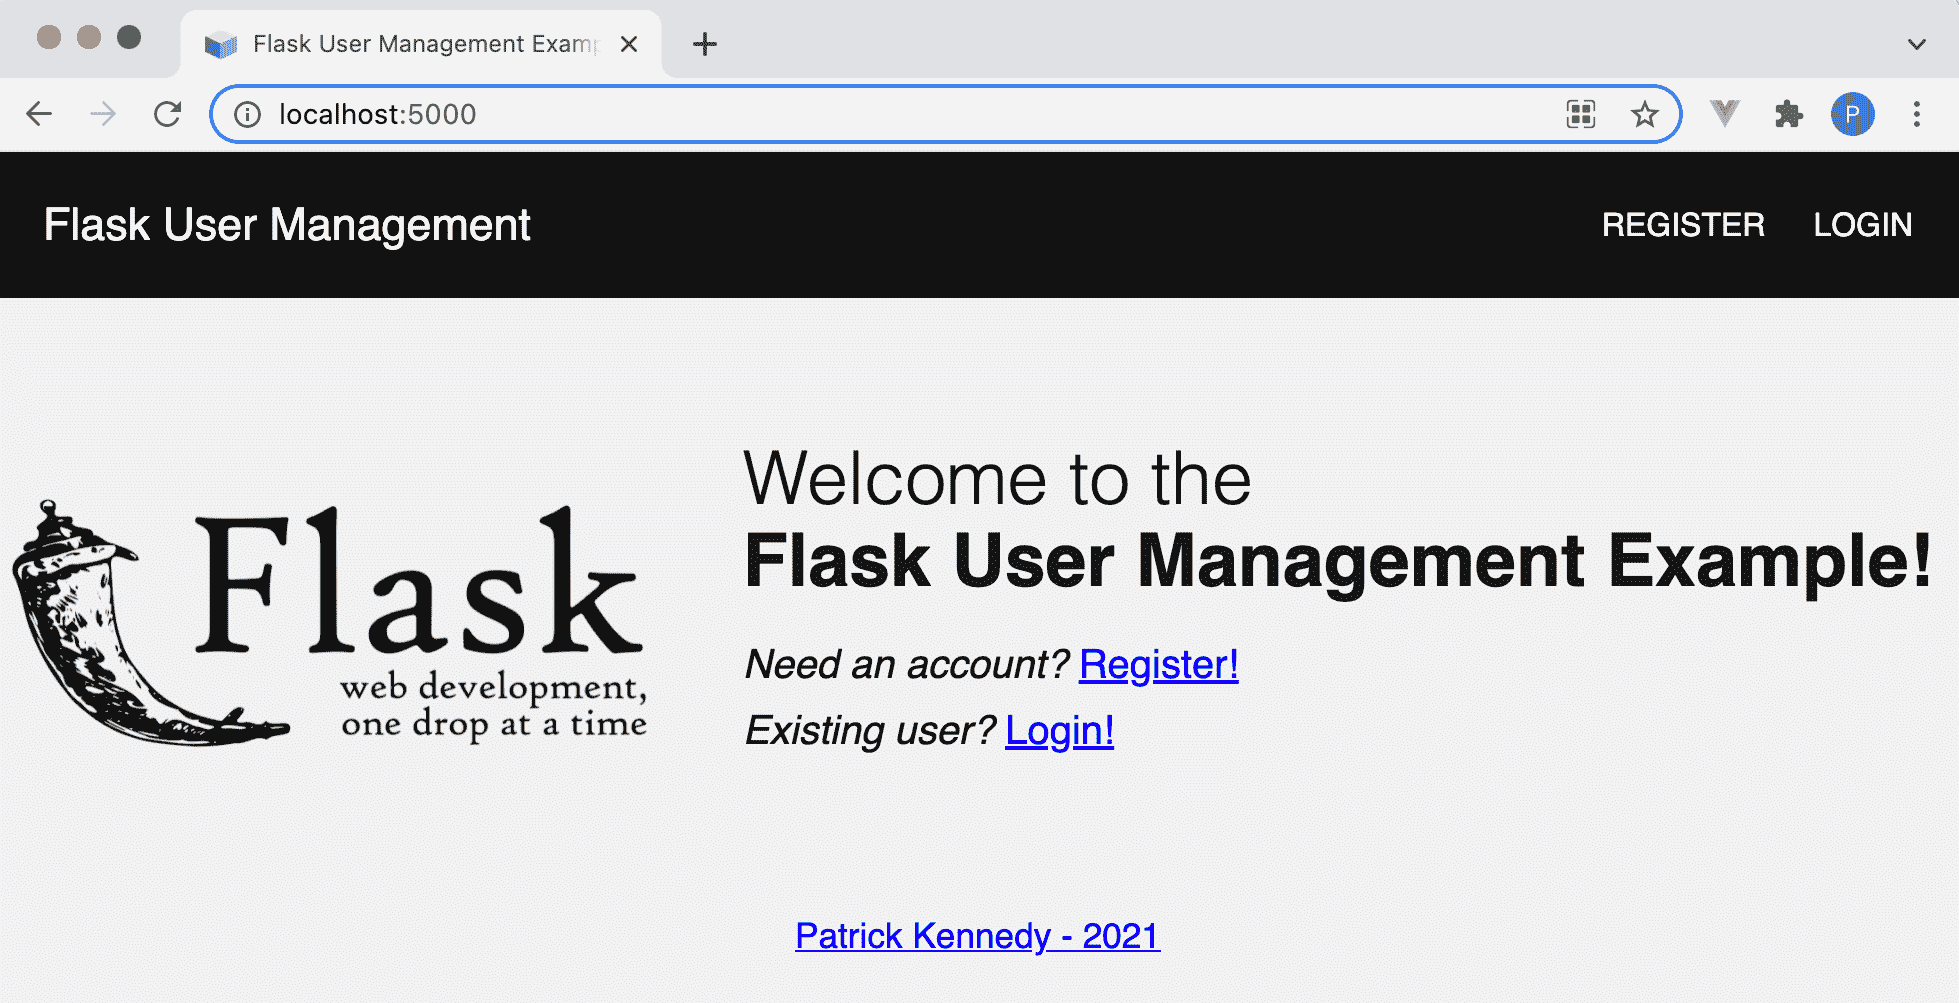 Flask User Management Examp
localhost:5000
P
Flask User Management
REGISTER LOGIN
Welcome to the
Flask User Management Example!
Flask
web development,
one drop at a time
Need an account? Register!
Existing user? Login!
Patrick Kennedy - 2021